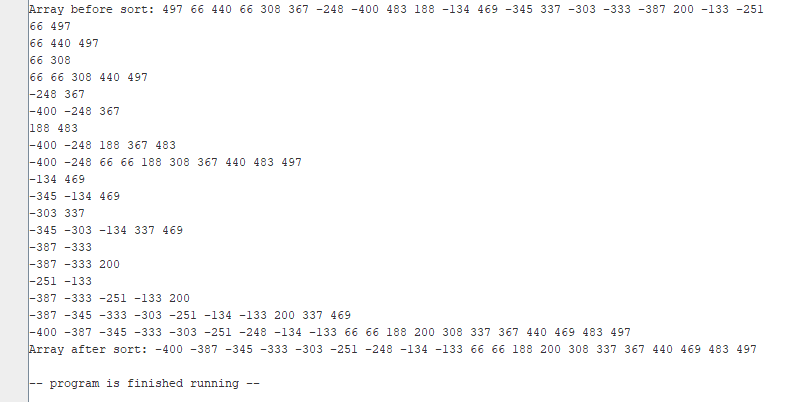 Array before sort: 497 66 440 66 308 367 -248 -400 483 188 -134 469 -345 337 -303 -333 -387 200 -133 -251
66 497
66 440 497
66 308
66 66 308 440 497
-248 367
-400 -248 367
188 483
-400 -248 188 367 483
-400 -248 66 66 188 308 367 440 483 497
-134 469
-345 -134 469
-303 337
-345 -303 -134 337 469
-387 -333
-387 -333 200
-251 -133
-387 -333 -251 -133 200
-387 -345 -333 -303 -251 -134 -133 200 337 469
-400 -387 -345 -333 -303 -251 -248 -134 -133 66 66 188 200 308 337 367 440 469 483 497
Array after sort: -400 -387 -345 -333 -303 -251 -248 -134 -133 66 66 188 200 308 337 367 440 469 483 497
-- program is finished running --